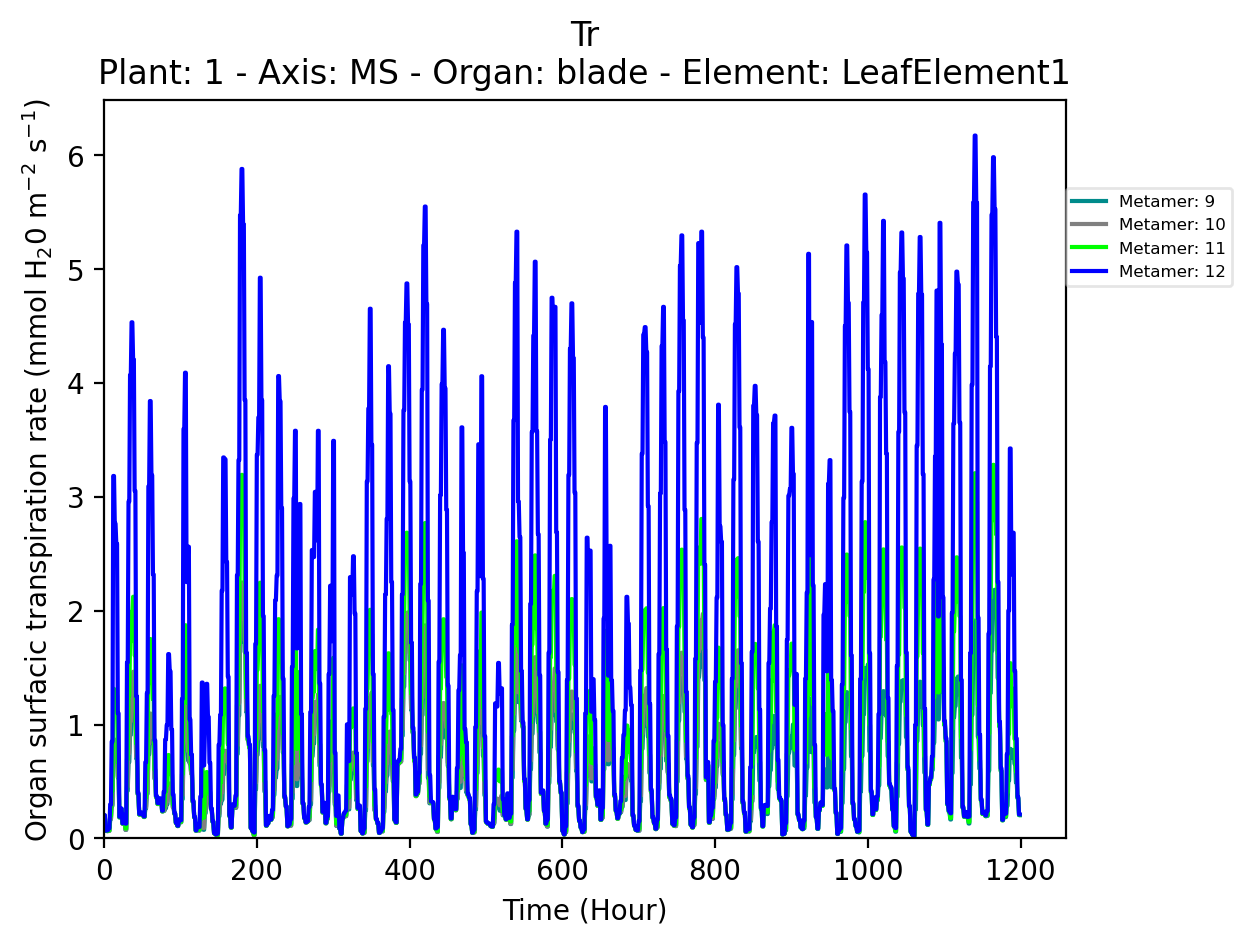 Tr
Plant: 1 - Axis: MS - Organ: blade - Element: LeafElement1
Organ surfacic transpiration rate (mmol H₂0 m⁻² s⁻¹)
6
5
4
3
2
1
0
Metamer: 9
Metamer: 10
Metamer: 11
Metamer: 12
0 200 400 600 800 1000 1200
Time (Hour)